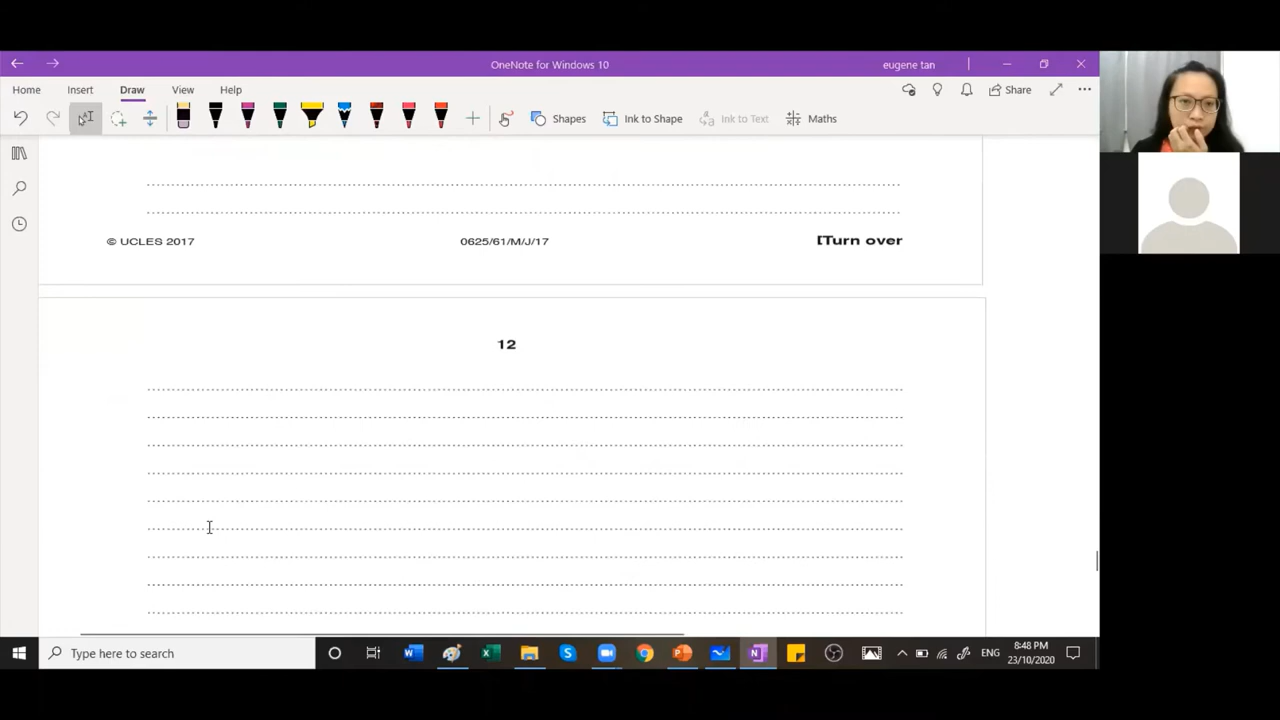 OneNote for Windows 10
eugene tan
Home
Insert
Draw
View
Help
Share
Shapes
Ink to Shape
Ink to Text
Maths
© UCLES 2017
0625/61/M/J/17
[Turn over
12
Type here to search
ENG
8:48 PM
23/10/2020